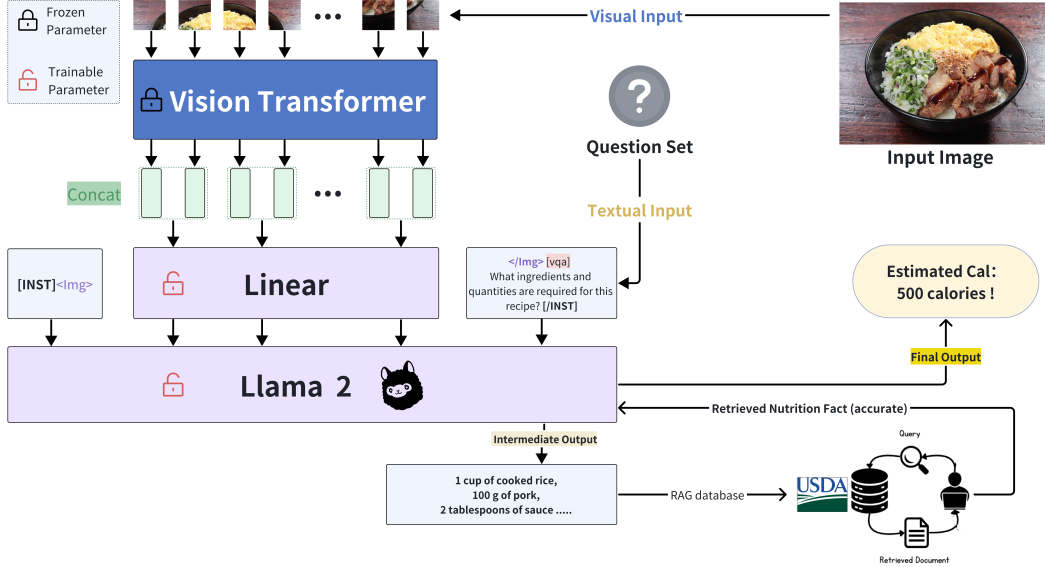 Frozen
Parameter
Trainable
Parameter
Visual Input
Vision Transformer
Input Image
Question Set
Textual Input
Concat
[INST]<Img>
Linear
</Img> [vqa]
What ingredients and
quantities are required for this
recipe? [/INST]
Estimated Cal:
500 calories !
Final Output
Llama 2
Retrieved Nutrition Fact (accurate)
Intermediate Output
1 cup of cooked rice,
100 g of pork,
2 tablespoons of sauce .....
RAG database
USDA
Query
Retrieved Document